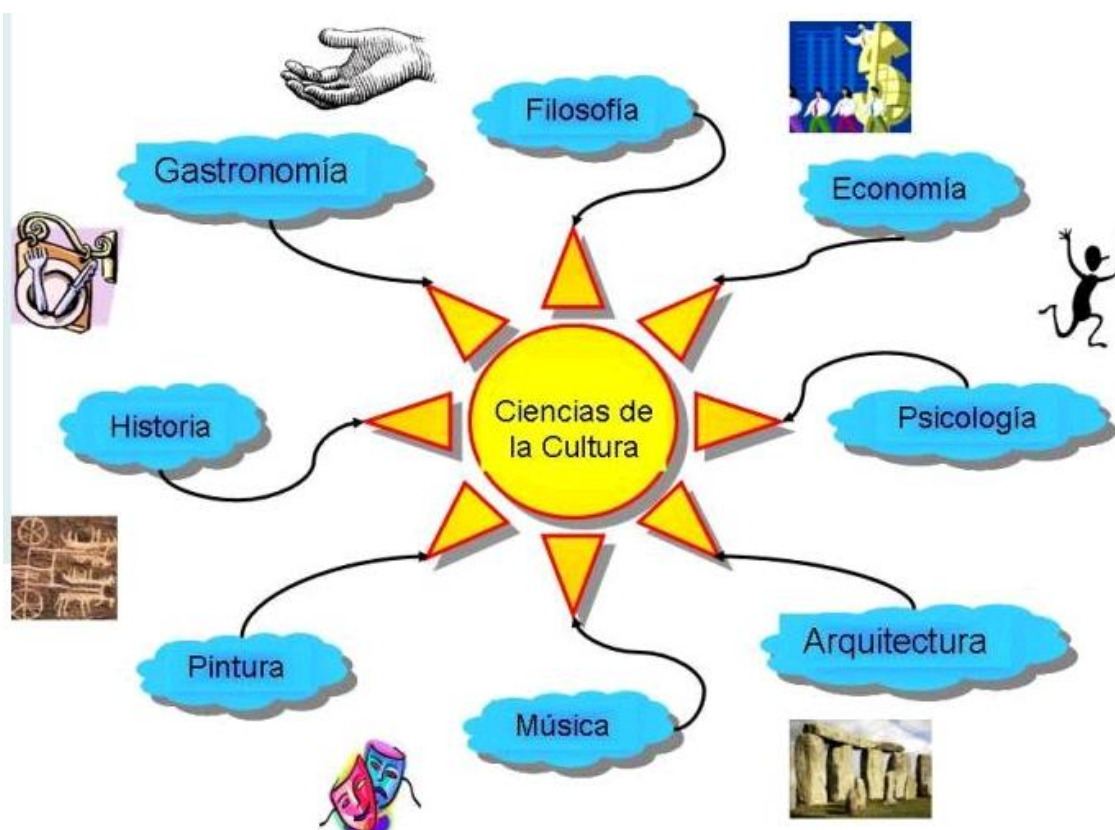 Filosofía
Gastronomía
Economía
Historia
Ciencias de
la Cultura
Psicología
Pintura
Arquitectura
Música